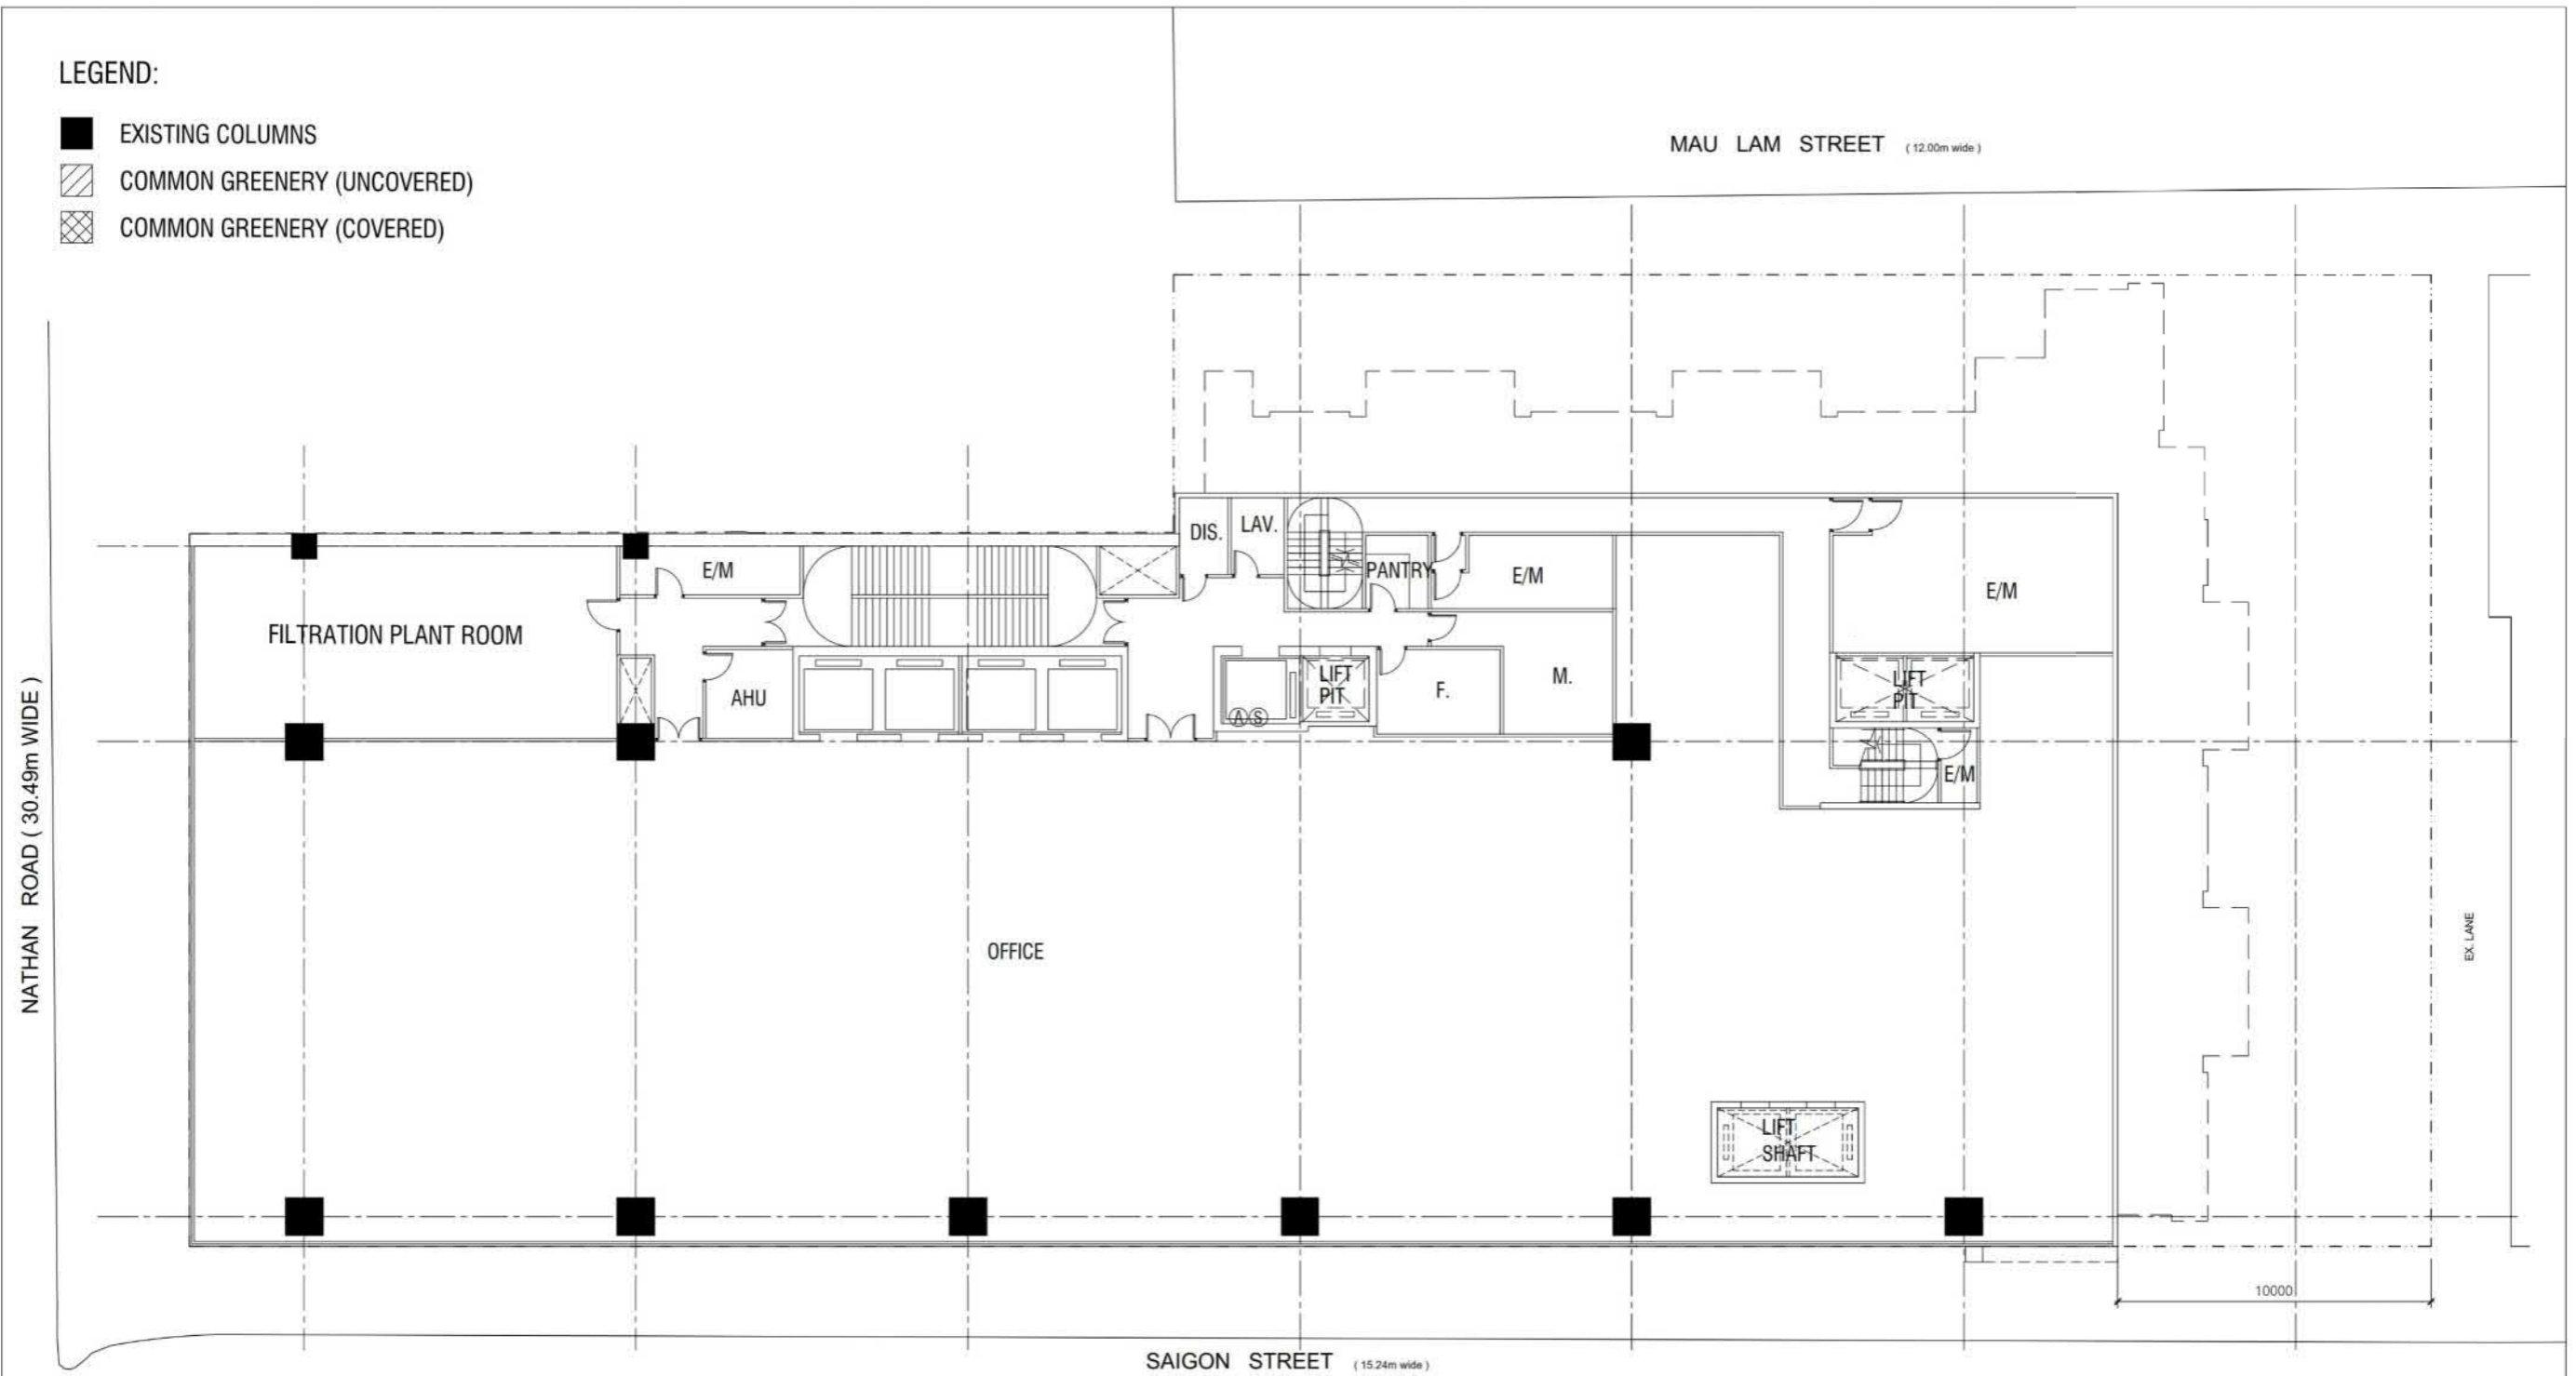 LEGEND:
EXISTING COLUMNS
COMMON GREENERY (UNCOVERED)
COMMON GREENERY (COVERED)
MAU LAM STREET ( 12.00m wide )
DIS.
LAV.
E/M
PANTRY
E/M
E/M
FILTRATION PLANT ROOM
AHU
LIFT
PIT
F.
M.
LIFT
PIT
A S
E/M
NATHAN ROAD ( 30.49m WIDE )
OFFICE
EX. LANE
LIFT
SHAFT
10000
SAIGON STREET ( 15.24m wide )